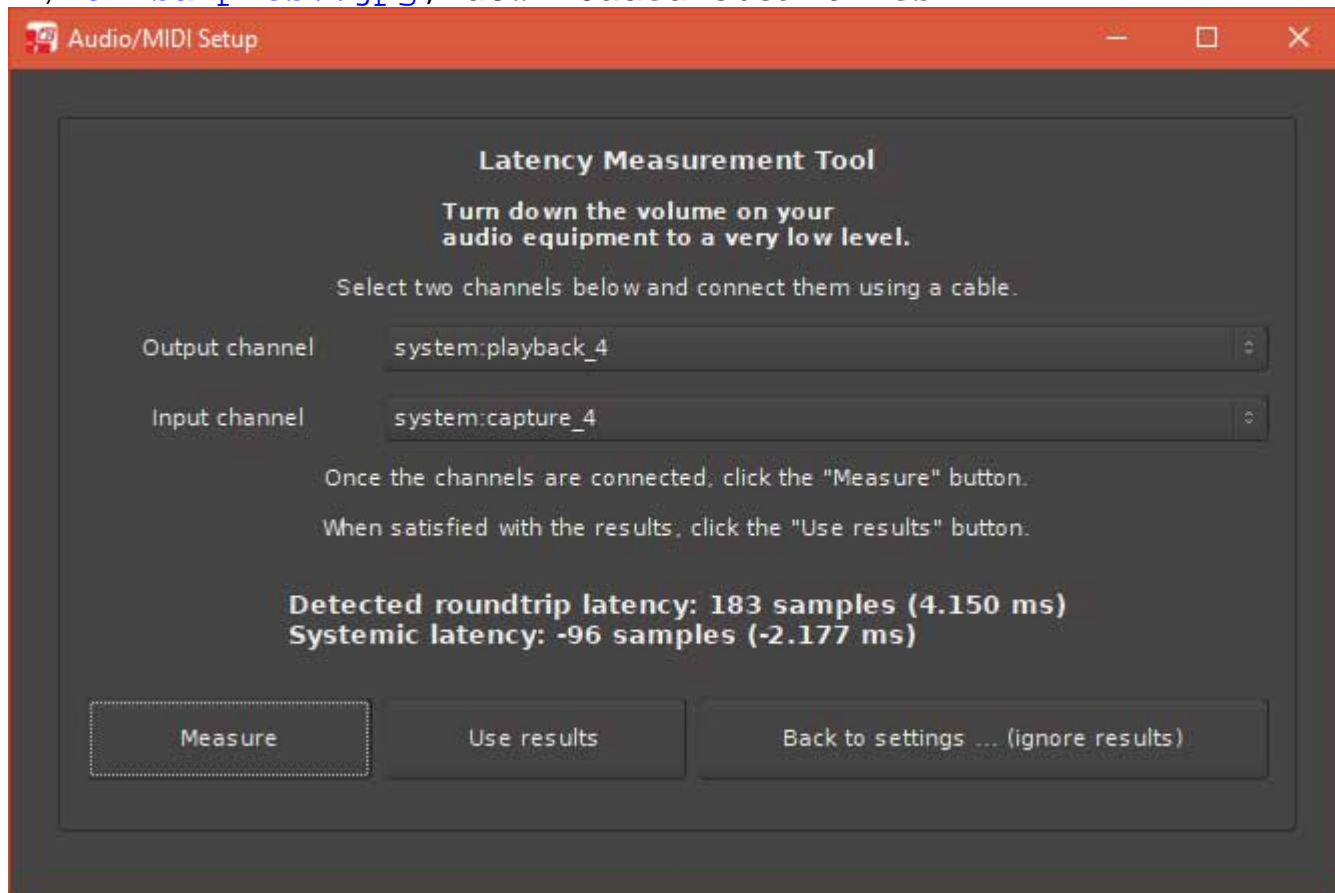 Audio/MIDI Setup
Latency Measurement Tool
Turn down the volume on your
audio equipment to a very low level.
Select two channels below and connect them using a cable.
Output channel system:playback_4
Input channel system:capture_4
Once the channels are connected, click the "Measure" button.
When satisfied with the results, click the "Use results" button.
Detected roundtrip latency: 183 samples (4.150 ms)
Systemic latency: -96 samples (-2.177 ms)
Measure Use results Back to settings ... (ignore results)